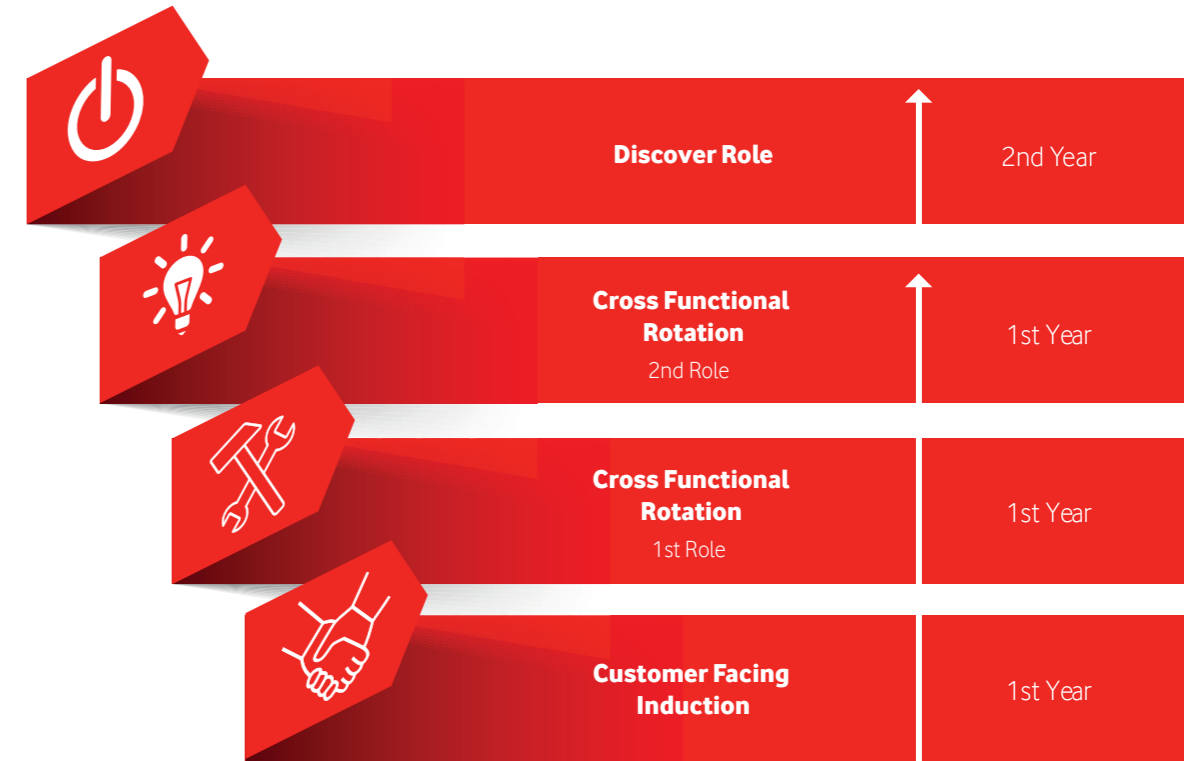 Discover Role
2nd Year
Cross Functional
Rotation
2nd Role
1st Year
Cross Functional
Rotation
1st Role
1st Year
Customer Facing
Induction
1st Year